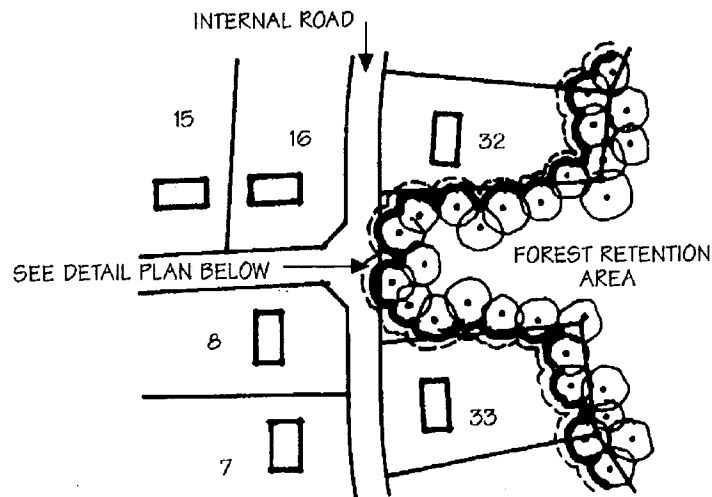 INTERNAL ROAD
15
16
32
SEE DETAIL PLAN BELOW
FOREST RETENTION
AREA
8
33
7